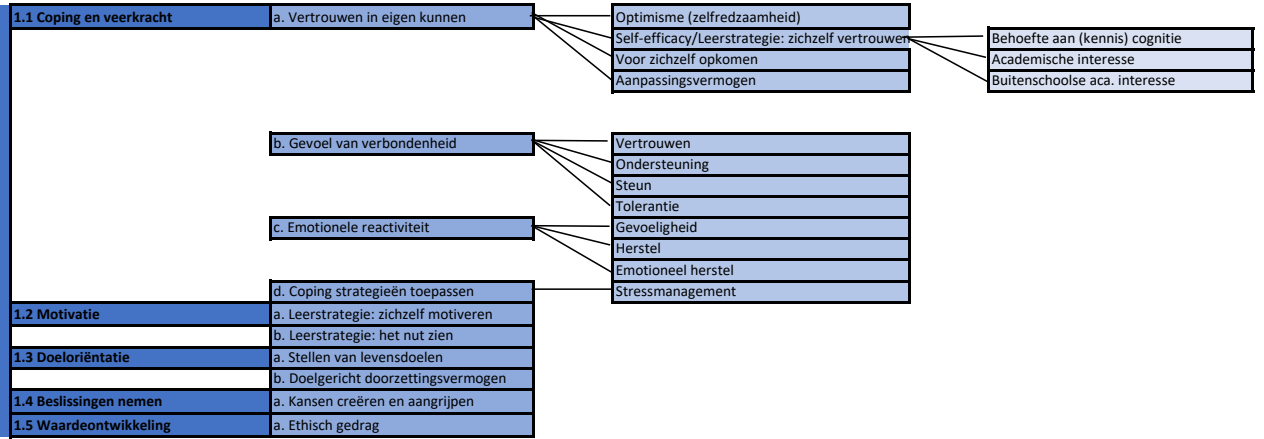 1.1 Coping en veerkracht
a. Vertrouwen in eigen kunnen
Optimisme (zelfredzaamheid)
Self-efficacy/Leerstrategie: zichzelf vertrouwen
Behoefte aan (kennis) cognitie
Voor zichzelf opkomen
Academische interesse
Aanpassingsvermogen
Buitenschoolse aca. interesse
b. Gevoel van verbondenheid
Vertrouwen
Ondersteuning
Steun
Tolerantie
c. Emotionele reactiviteit
Gevoeligheid
Herstel
Emotioneel herstel
d. Coping strategieën toepassen
Stressmanagement
1.2 Motivatie
a. Leerstrategie: zichzelf motiveren
b. Leerstrategie: het nut zien
1.3 Doeloriëntatie
a. Stellen van levensdoelen
b. Doelgericht doorzettingsvermogen
1.4 Beslissingen nemen
a. Kansen creëren en aangrijpen
1.5 Waardeontwikkeling
a. Ethisch gedrag